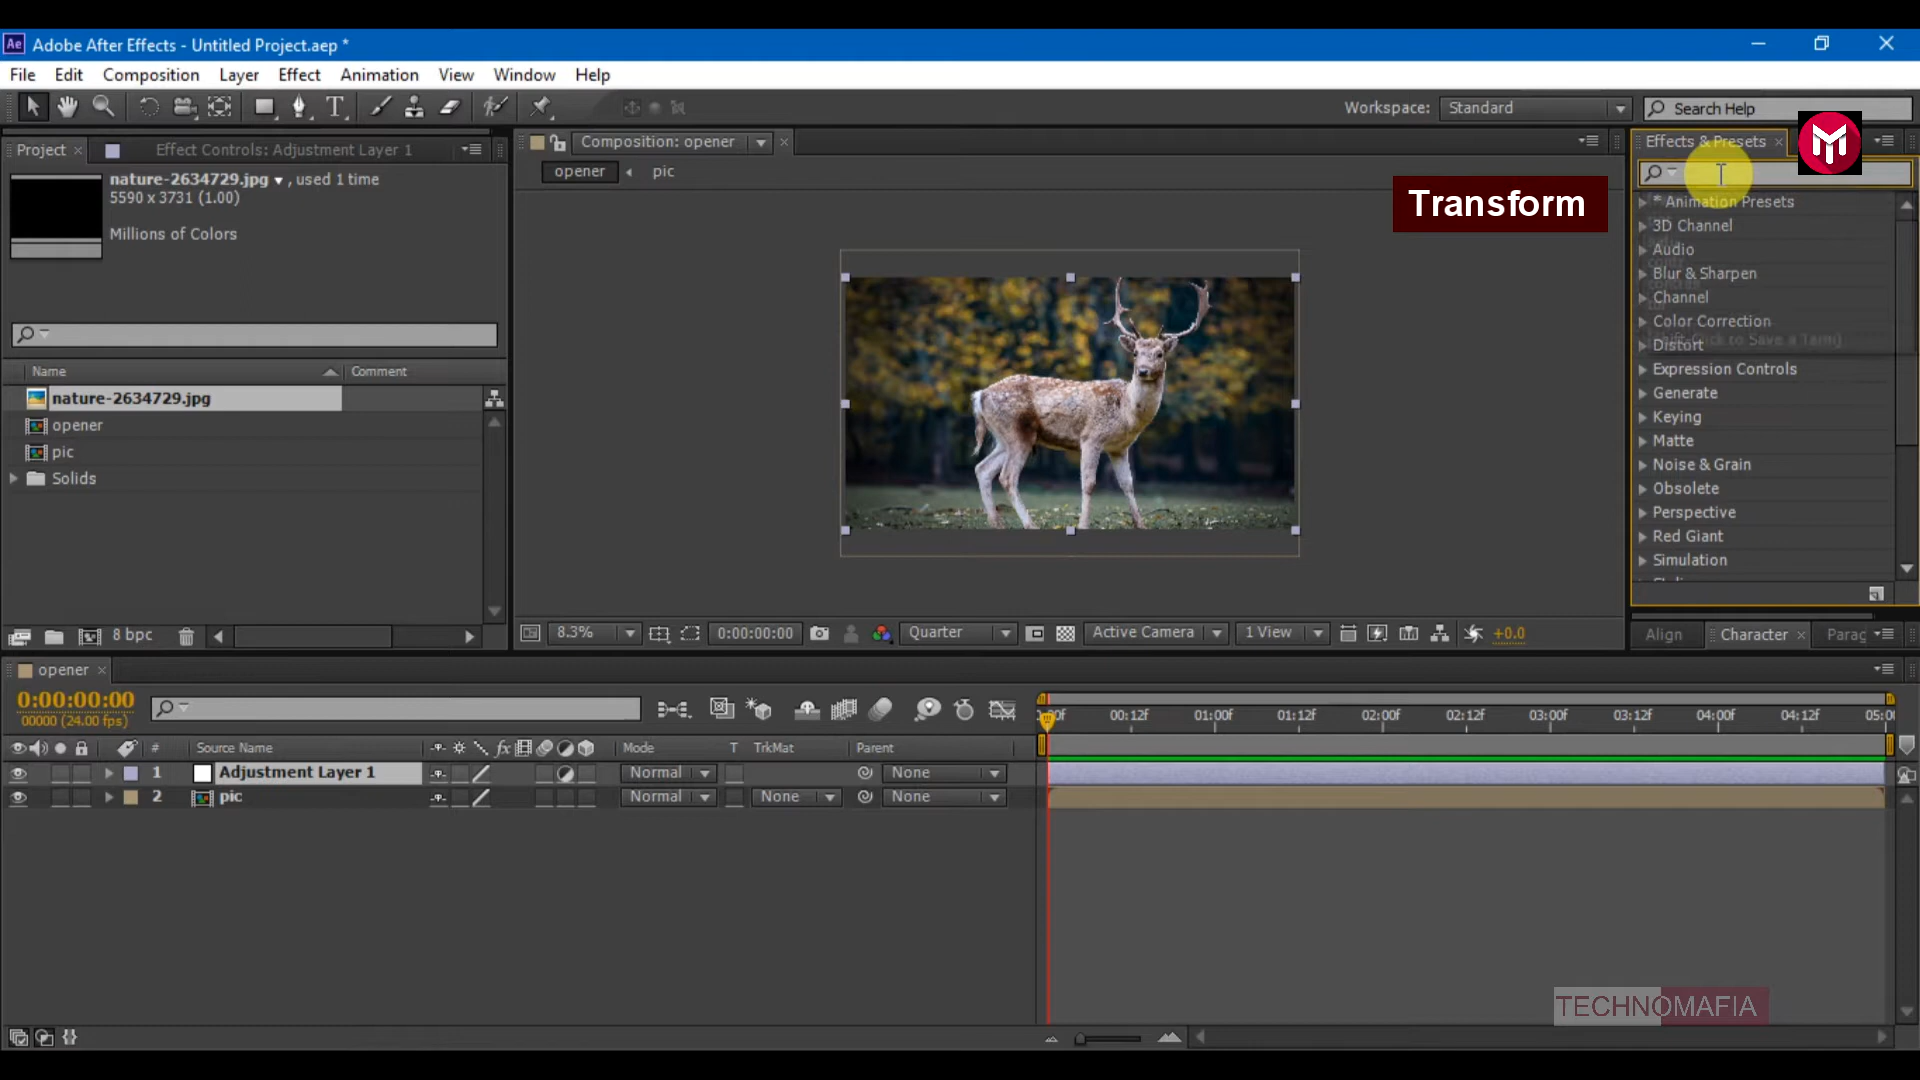 Adobe After Effects - Untitled Project.aep *
File Edit Composition Layer Effect Animation View Window Help
Workspace: Standard Search Help
Project Effect Controls: Adjustment Layer 1
nature-2634729.jpg , used 1 time
5590 x 3731 (1.00)
Millions of Colors
Name Comment
nature-2634729.jpg
opener
pic
Solids
8 bpc
Composition: opener
opener pic
Transform
8.3% 0:00:00:00 Quarter Active Camera 1 View +0.0
Effects & Presets
* Animation Presets
3D Channel
Audio
Blur & Sharpen
Channel
Color Correction
Distort
Expression Controls
Generate
Keying
Matte
Noise & Grain
Obsolete
Perspective
Red Giant
Simulation
Align Character Parag
opener
0:00:00:00
00000 (24.00 fps)
00:12f 01:00f 01:12f 02:00f 02:12f 03:00f 03:12f 04:00f 04:12f 05:00
# Source Name fx Mode T TrkMat Parent
1 Adjustment Layer 1 Normal None
2 pic Normal None None
TECHNOMAFIA